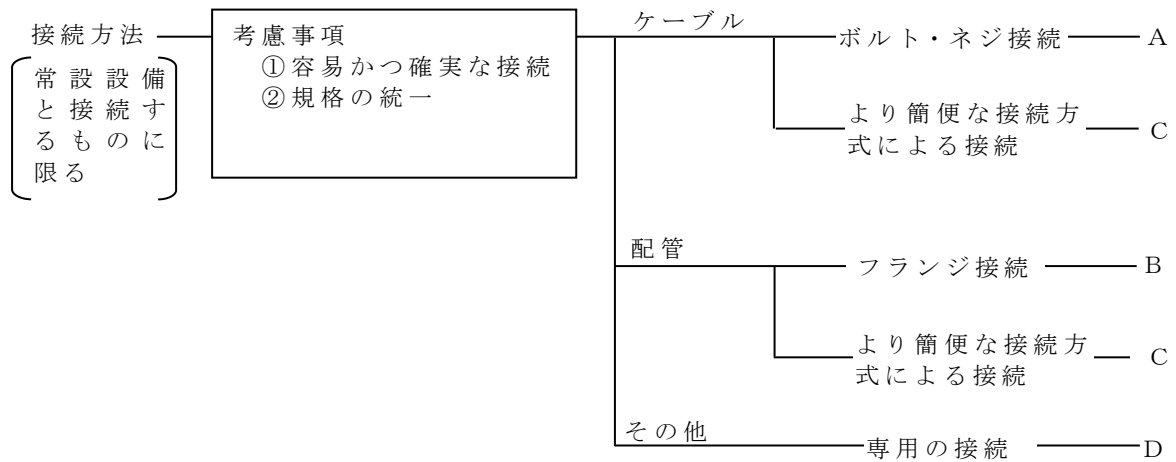 接続方法
常設設備
と接続す
るものに
限る
考慮事項
①容易かつ確実な接続
②規格の統一
ケーブル
ボルト・ネジ接続
A
より簡便な接続方
式による接続
C
配管
フランジ接続
B
より簡便な接続方
式による接続
C
その他
専用の接続
D